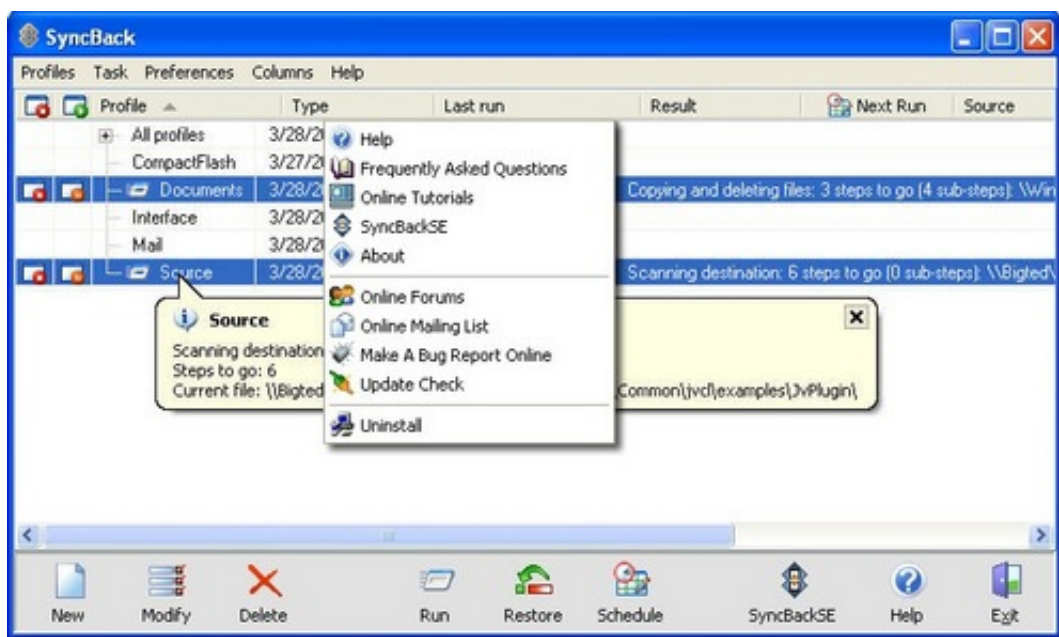 SyncBack
Profiles Task Preferences Columns Help
Profile Type Last run Result Next Run Source
All profiles 3/28/2
CompactFlash 3/27/2
Documents 3/28/20 Copying and deleting files: 3 steps to go (4 sub-steps): \\Win
Interface 3/28/2
Mail 3/28/2
Source 3/28/20 Scanning destination: 6 steps to go (0 sub-steps): \\Bigted\
Help
Frequently Asked Questions
Online Tutorials
SyncBackSE
About
Online Forums
Online Mailing List
Make A Bug Report Online
Update Check
Uninstall
Source
Scanning destination
Steps to go: 6
Current file: \\Bigted Common\jvcl\examples\JvPlugin\
New Modify Delete Run Restore Schedule SyncBackSE Help Exit